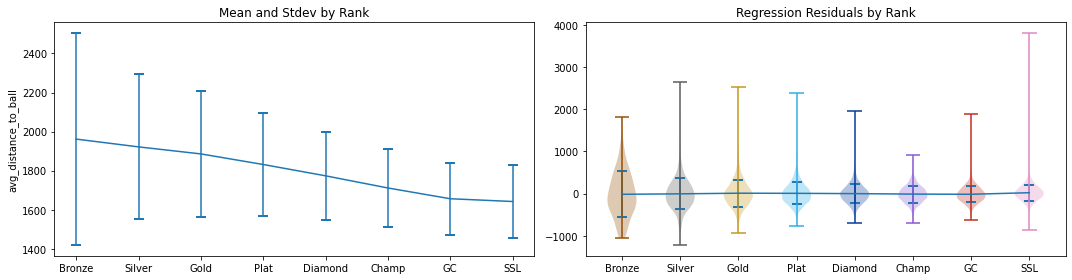 Mean and Stdev by Rank
avg_distance_to_ball
2400
2200
2000
1800
1600
1400
Bronze Silver Gold Plat Diamond Champ GC SSL
Regression Residuals by Rank
4000
3000
2000
1000
0
−1000
Bronze Silver Gold Plat Diamond Champ GC SSL